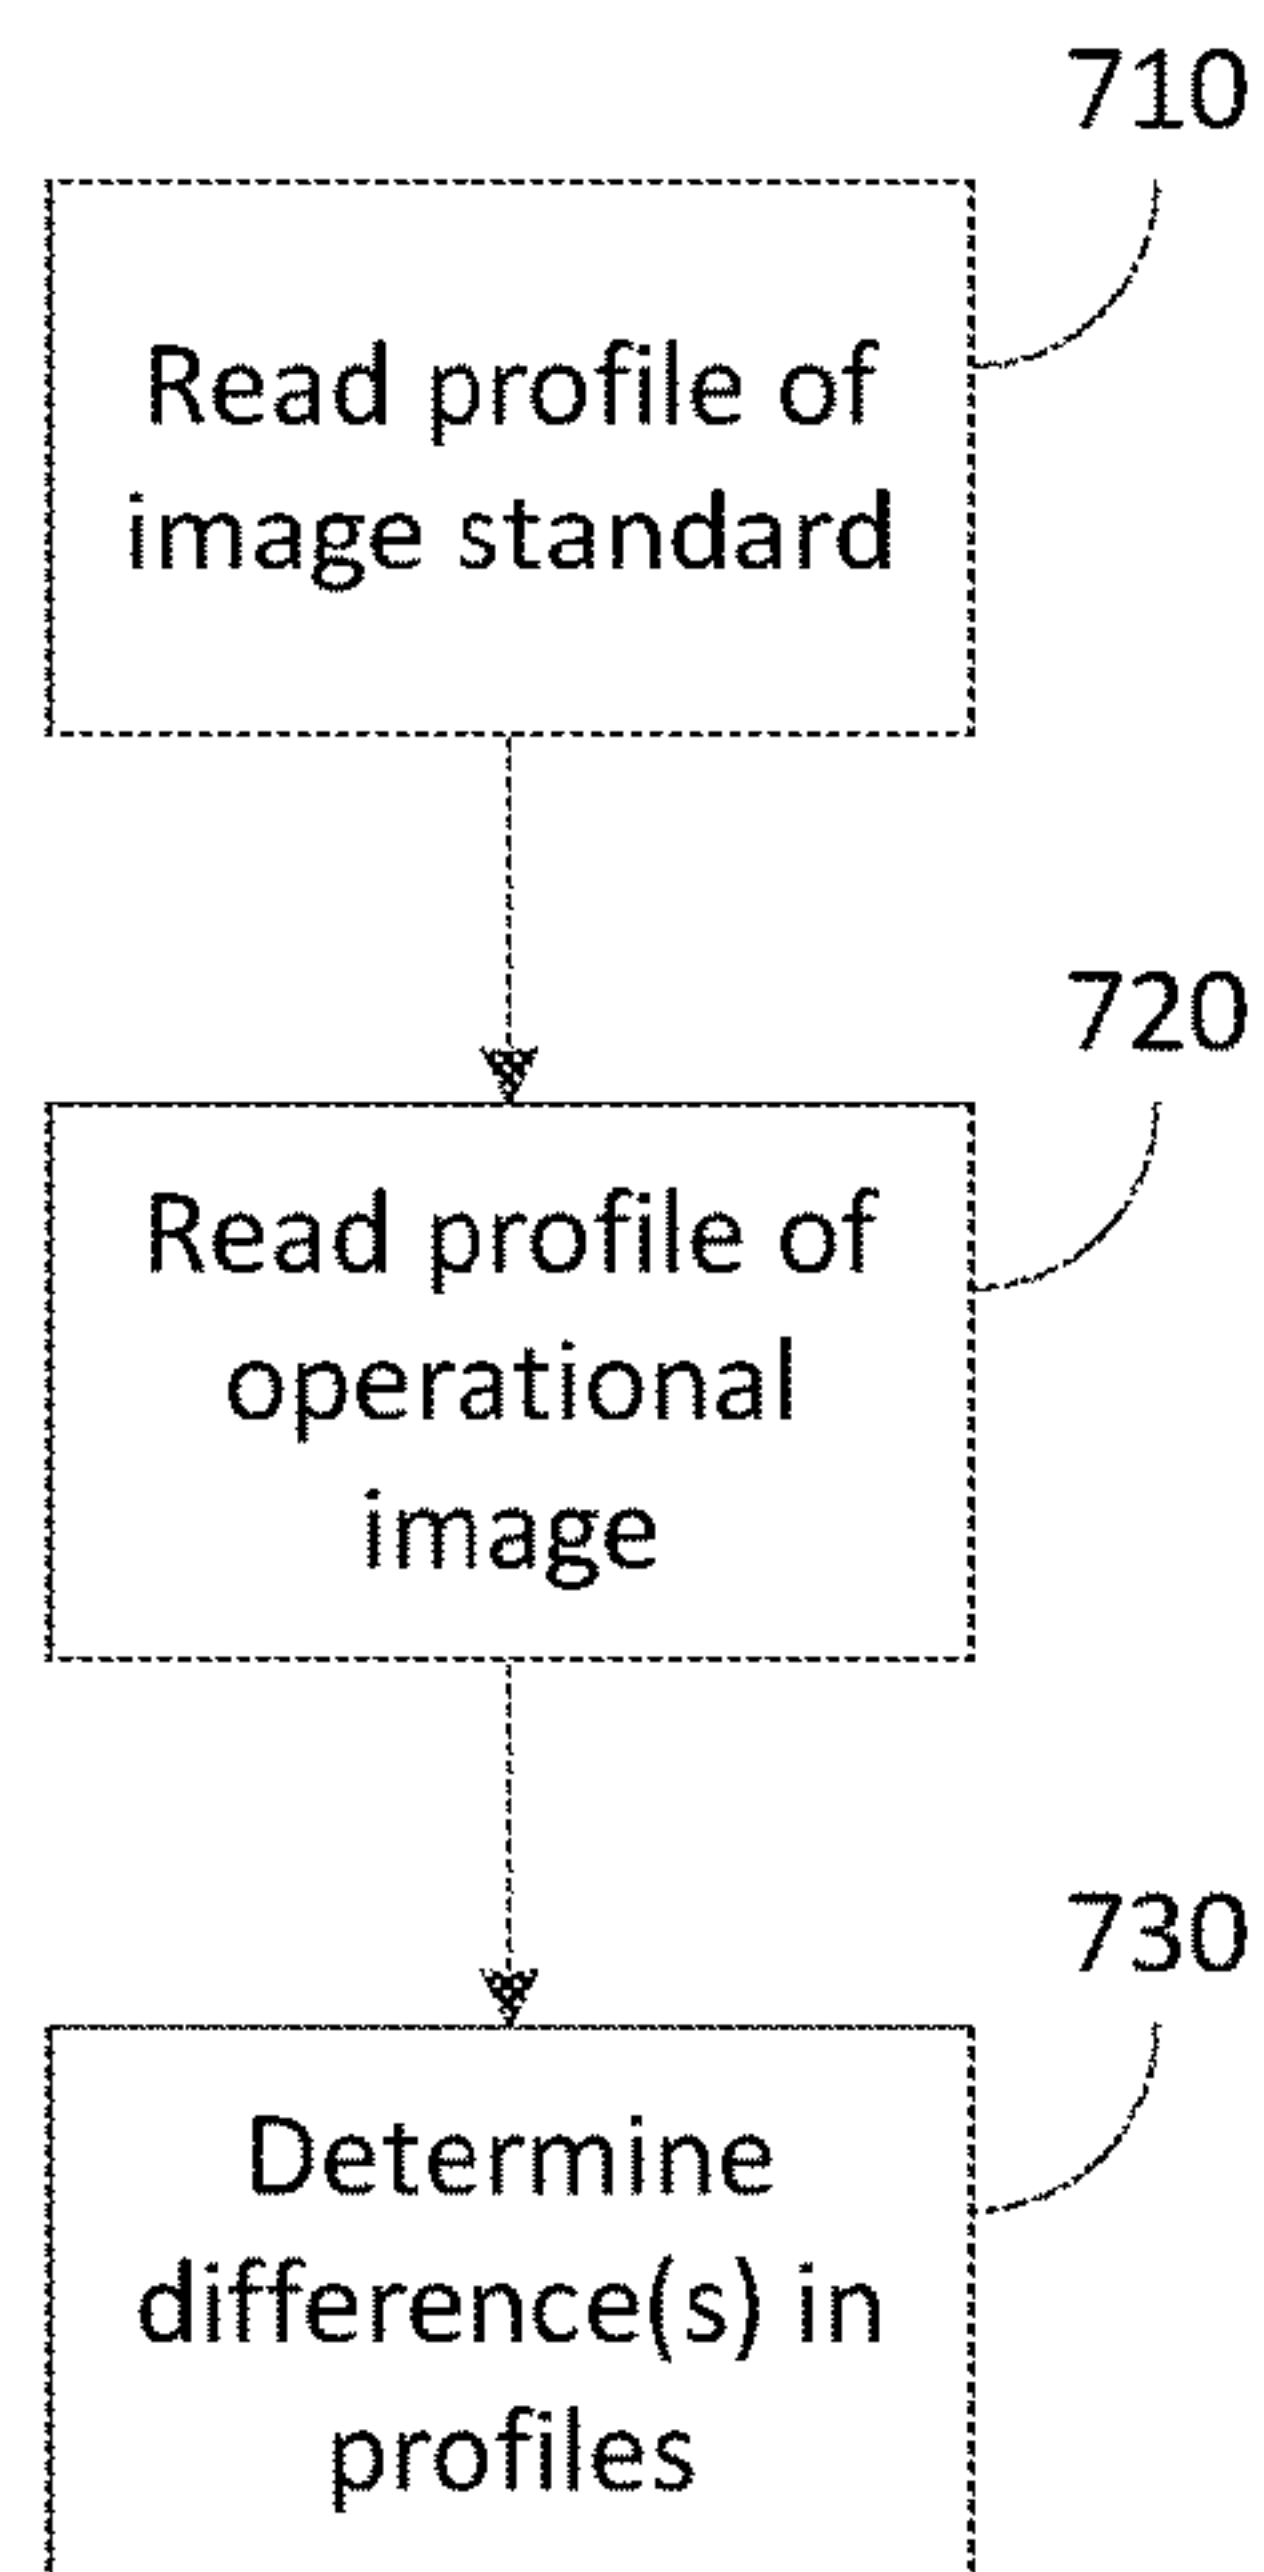 710
Read profile of
image standard
720
Read profile of
operational
image
730
Determine
difference(s) in
profiles